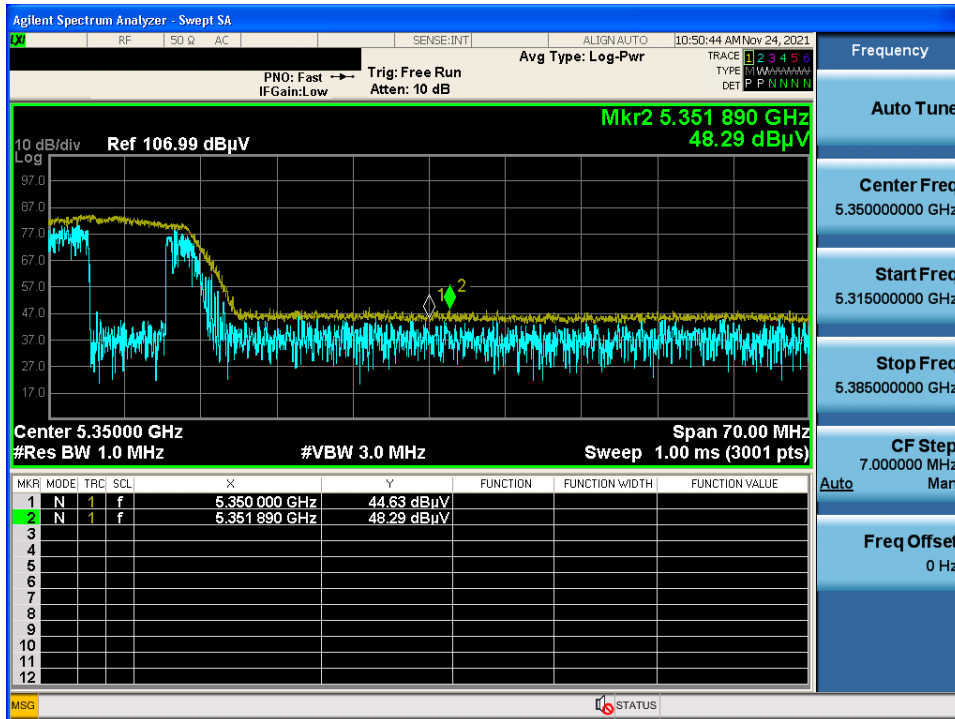 Agilent Spectrum Analyzer - Swept SA
LXI RF 50 Ω AC SENSE:INT ALIGNAUTO 10:50:44 AM Nov 24, 2021
Avg Type: Log-Pwr TRACE 1 2 3 4 5 6
PNO: Fast Trig: Free Run TYPE M WWWWW
IFGain:Low Atten: 10 dB DET P P N N N N
Mkr2 5.351 890 GHz
10 dB/div Ref 106.99 dBµV 48.29 dBµV
Log
97.0
87.0
77.0
67.0
57.0
1 2
47.0
37.0
27.0
17.0
Center 5.35000 GHz Span 70.00 MHz
#Res BW 1.0 MHz #VBW 3.0 MHz Sweep 1.00 ms (3001 pts)
MKR MODE TRC SCL X Y FUNCTION FUNCTION WIDTH FUNCTION VALUE
1 N 1 f 5.350 000 GHz 44.63 dBµV
2 N 1 f 5.351 890 GHz 48.29 dBµV
3
4
5
6
7
8
9
10
11
12
MSG STATUS
Frequency
Auto Tune
Center Freq
5.350000000 GHz
Start Freq
5.315000000 GHz
Stop Freq
5.385000000 GHz
CF Step
7.000000 MHz
Auto Man
Freq Offset
0 Hz